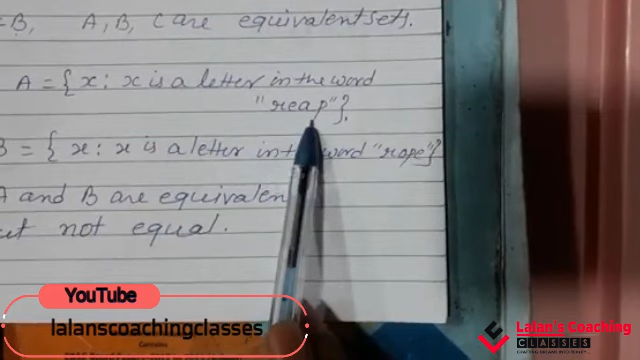 =B, A, B, C are equivalent sets.
A = {x : x is a letter in the word
"reap"}.
B = {x : x is a letter in the word "rope"}
A and B are equivalen
but not equal.
YouTube
lalanscoachingclasses
Lalan's Coaching
CLASSES